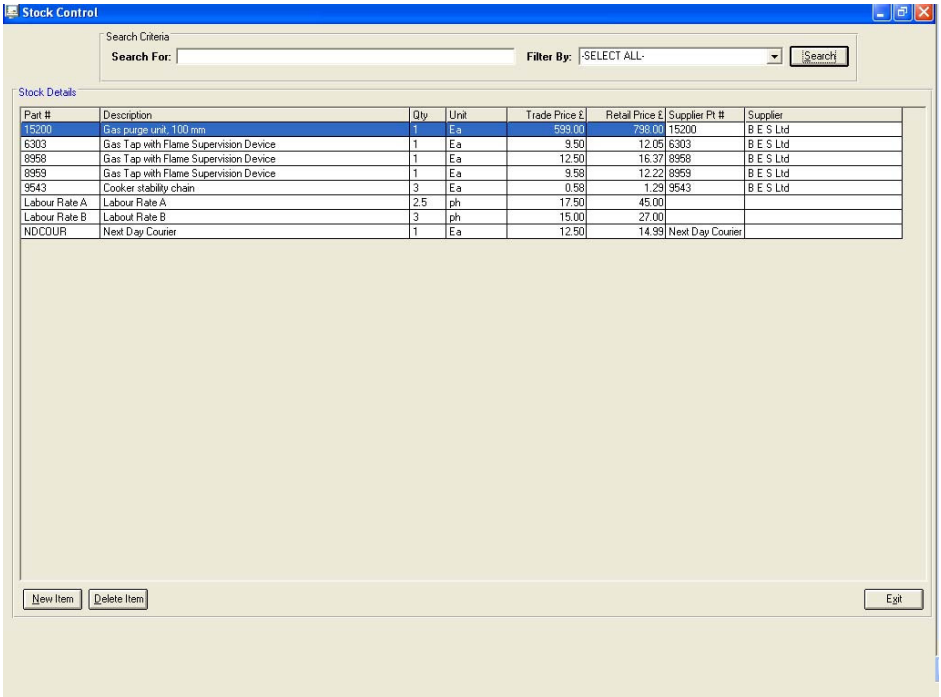 Stock Control
Search Criteria
Search For: Filter By: -SELECT ALL- Search
Stock Details
Part # Description Qty Unit Trade Price £ Retail Price £ Supplier Pt # Supplier
15200 Gas purge unit, 100 mm 1 Ea 599.00 798.00 15200 B E S Ltd
6303 Gas Tap with Flame Supervision Device 1 Ea 9.50 12.05 6303 B E S Ltd
8958 Gas Tap with Flame Supervision Device 1 Ea 12.50 16.37 8958 B E S Ltd
8959 Gas Tap with Flame Supervision Device 1 Ea 9.58 12.22 8959 B E S Ltd
9543 Cooker stability chain 3 Ea 0.58 1.29 9543 B E S Ltd
Labour Rate A Labour Rate A 2.5 ph 17.50 45.00
Labour Rate B Labout Rate B 3 ph 15.00 27.00
NDCOUR Next Day Courier 1 Ea 12.50 14.99 Next Day Courier
New Item Delete Item Exit